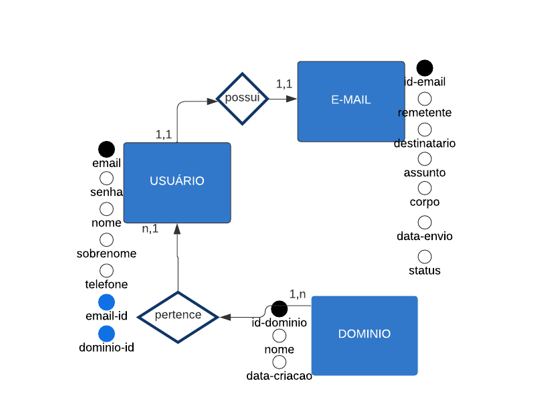 possui
1,1
E-MAIL
id-email
remetente
destinatario
assunto
corpo
data-envio
status
1,1
USUÁRIO
email
senha
nome
sobrenome
telefone
email-id
dominio-id
n,1
pertence
1,n
DOMINIO
id-dominio
nome
data-criacao